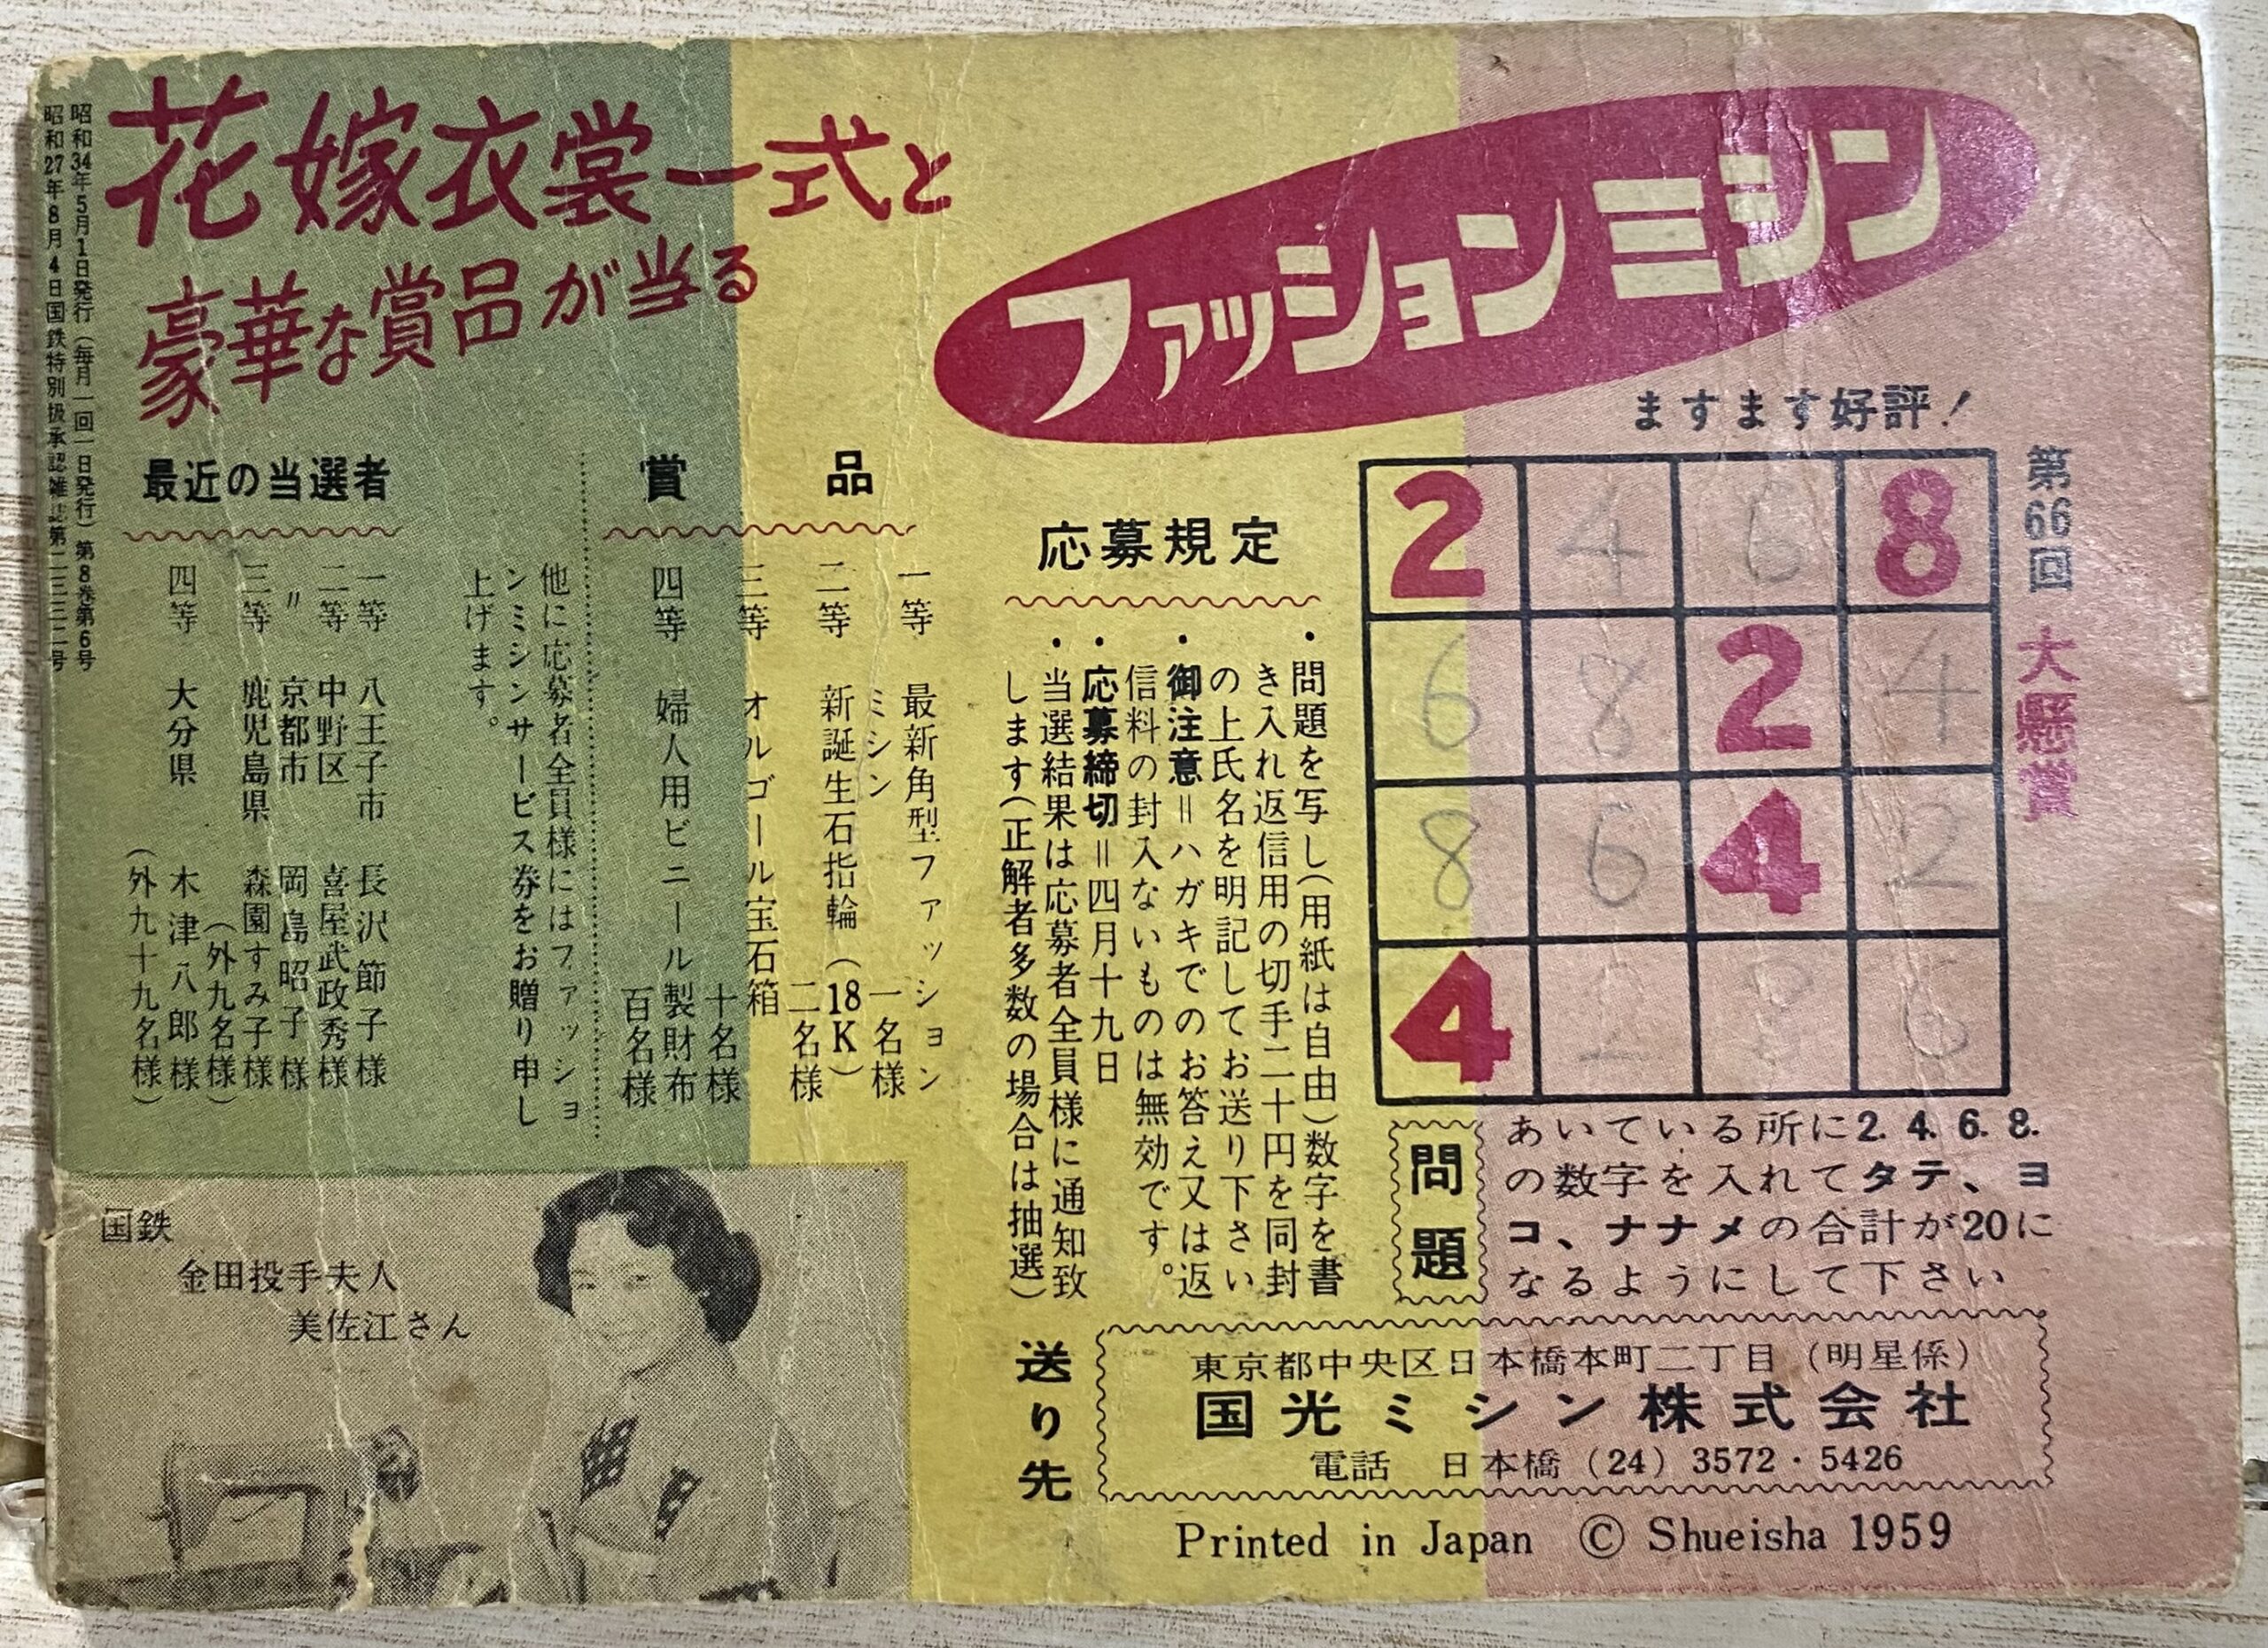 花嫁衣裳一式と
豪華な賞品が当る
ファッションミシン
ますます好評!
第66回
大懸賞
2 4 6 8
6 8 2 4
8 6 4 2
4 2 8 6
問題
あいている所に2.4.6.8.
の数字を入れてタテ、ヨ
コ、ナナメの合計が20に
なるようにして下さい
応募規定
・問題を写し(用紙は自由)数字を書
き入れ返信用の切手二十円を同封
の上氏名を明記してお送り下さい
・御注意=ハガキでのお答え又は返
信料の封入ないものは無効です。
・応募締切=四月十九日
・当選結果は応募者全員様に通知致
します(正解者多数の場合は抽選)
賞品
一等 最新角型ファッション
ミシン 一名様
二等 新誕生石指輪(18K)
二名様
三等 オルゴール宝石箱
十名様
四等 婦人用ビニール製財布
百名様
他に応募者全員様にはファッショ
ンミシンサービス券をお贈り申し
上げます。
最近の当選者
一等 八王子市 長沢節子様
二等 中野区 喜屋武政秀様
〃 京都市 岡島昭子様
三等 鹿児島県 森園すみ子様
(外九名様)
四等 大分県 木津八郎様
(外九十九名様)
昭和34年5月1日発行(毎月一回一日発行)第8巻第6号
昭和27年8月4日国鉄特別扱承認雑誌第二三三二号
国鉄
金田投手夫人
美佐江さん
送り先
東京都中央区日本橋本町二丁目(明星係)
国光ミシン株式会社
電話 日本橋(24)3572・5426
Printed in Japan © Shueisha 1959